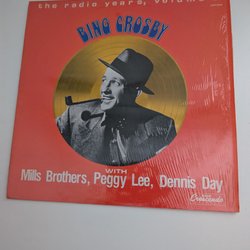 the radio years, volume
BING CROSBY
WITH
Mills Brothers, Peggy Lee, Dennis Day
Crescendo